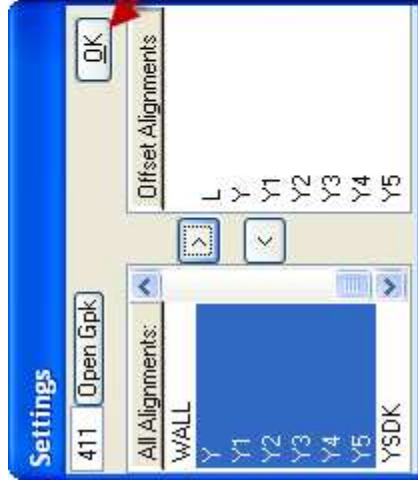 Settings
411 Open Gpk OK
All Alignments:
WALL
Y
Y1
Y2
Y3
Y4
Y5
YSDK
Offset Alignments
L
Y
Y1
Y2
Y3
Y4
Y5